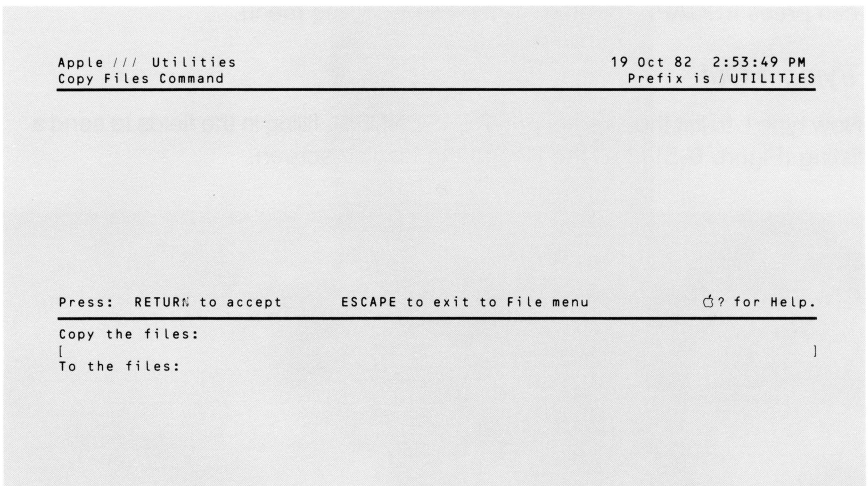 Apple /// Utilities 19 Oct 82 2:53:49 PM
Copy Files Command Prefix is /UTILITIES
Press: RETURN to accept ESCAPE to exit to File menu ? for Help.
Copy the files:
[ ]
To the files: